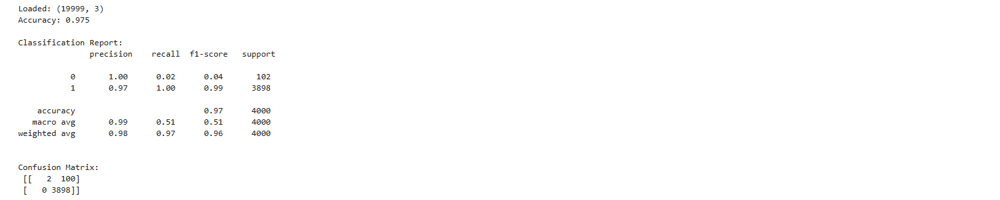 Loaded: (19999, 3)
Accuracy: 0.975
Classification Report:
precision recall f1-score support
0 1.00 0.02 0.04 102
1 0.97 1.00 0.99 3898
accuracy 0.97 4000
macro avg 0.99 0.51 0.51 4000
weighted avg 0.98 0.97 0.96 4000
Confusion Matrix:
[[ 2 100]
[ 0 3898]]